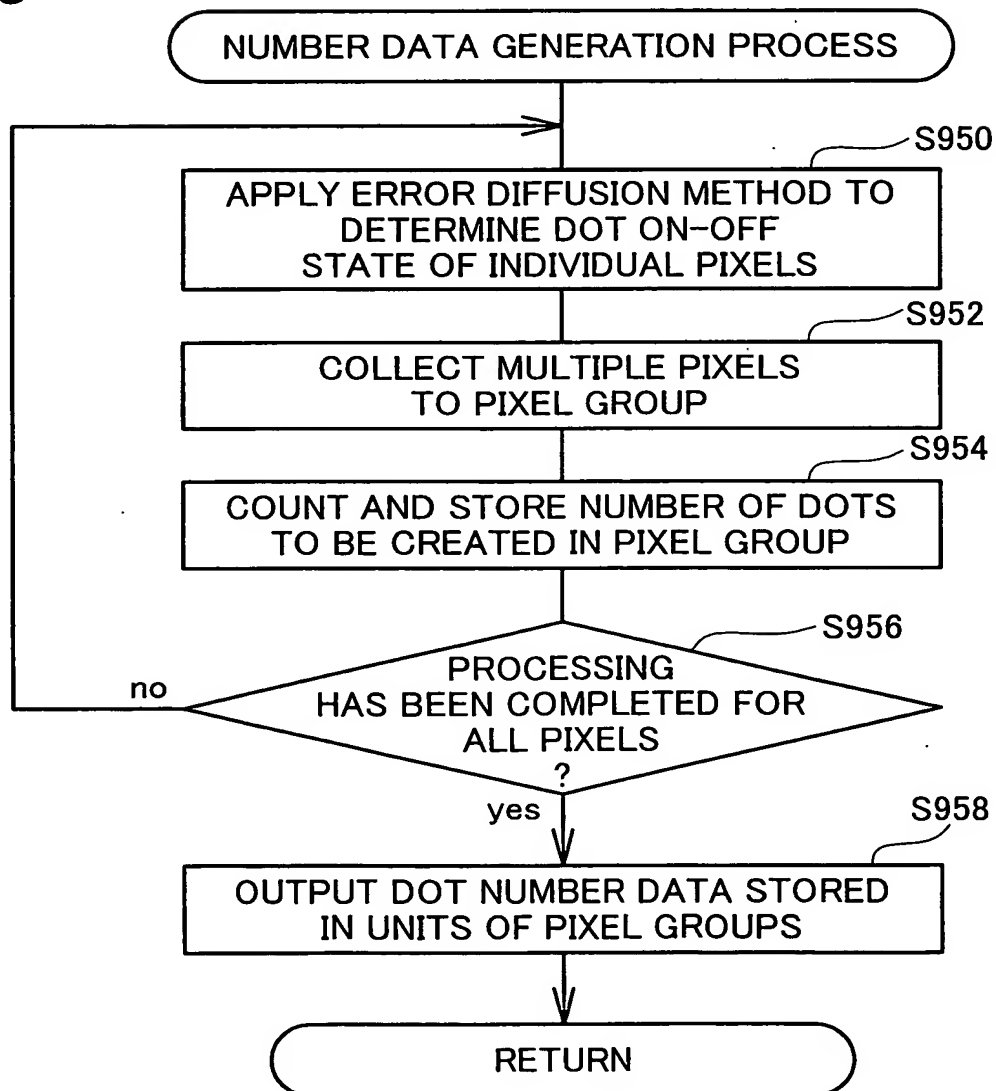 NUMBER DATA GENERATION PROCESS
S950
APPLY ERROR DIFFUSION METHOD TO
DETERMINE DOT ON-OFF
STATE OF INDIVIDUAL PIXELS
S952
COLLECT MULTIPLE PIXELS
TO PIXEL GROUP
S954
COUNT AND STORE NUMBER OF DOTS
TO BE CREATED IN PIXEL GROUP
S956
PROCESSING
HAS BEEN COMPLETED FOR
ALL PIXELS
?
no
yes
S958
OUTPUT DOT NUMBER DATA STORED
IN UNITS OF PIXEL GROUPS
RETURN